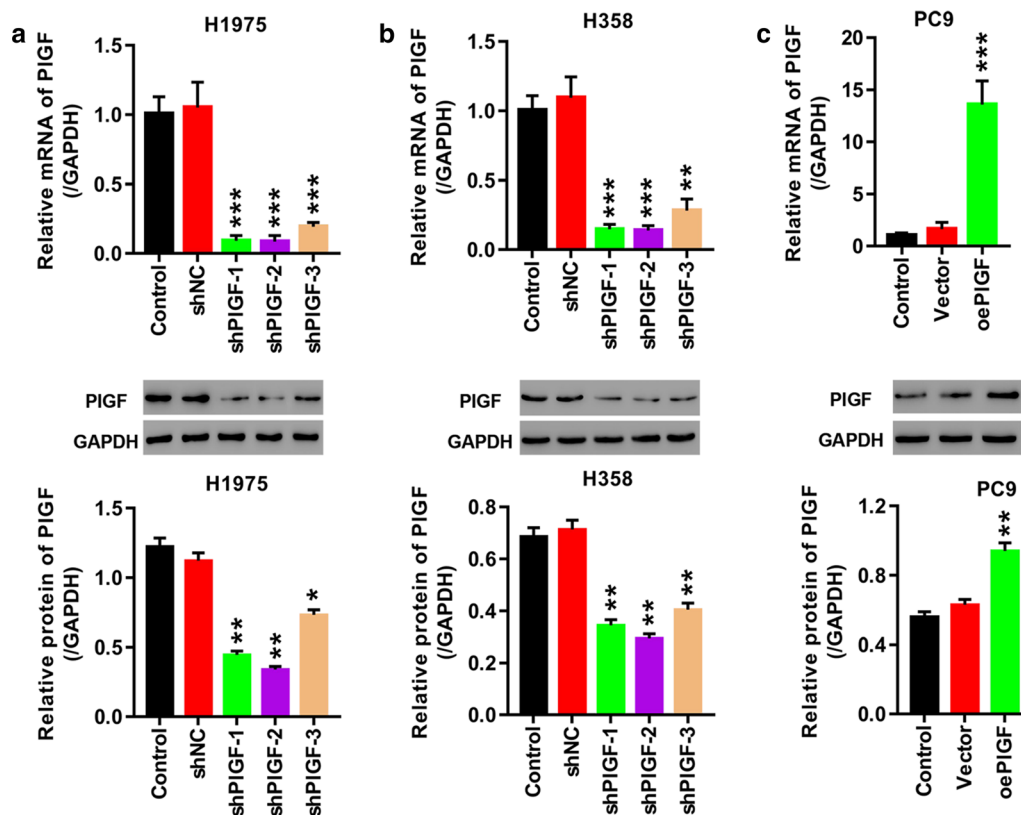 a
H1975
Relative mRNA of PIGF
(/GAPDH)
1.5
1.0
0.5
0.0
***
***
***
Control
shNC
shPIGF-1
shPIGF-2
shPIGF-3
PIGF
GAPDH
H1975
Relative protein of PIGF
(/GAPDH)
1.5
1.0
0.5
0.0
**
**
*
Control
shNC
shPIGF-1
shPIGF-2
shPIGF-3
b
H358
Relative mRNA of PIGF
(/GAPDH)
1.5
1.0
0.5
0.0
***
***
**
Control
shNC
shPIGF-1
shPIGF-2
shPIGF-3
PIGF
GAPDH
H358
Relative protein of PIGF
(/GAPDH)
0.8
0.6
0.4
0.2
0.0
**
**
**
Control
shNC
shPIGF-1
shPIGF-2
shPIGF-3
c
PC9
Relative mRNA of PIGF
(/GAPDH)
20
15
10
5
0
***
Control
Vector
oePIGF
PIGF
GAPDH
PC9
Relative protein of PIGF
(/GAPDH)
1.2
0.8
0.4
0.0
**
Control
Vector
oePIGF